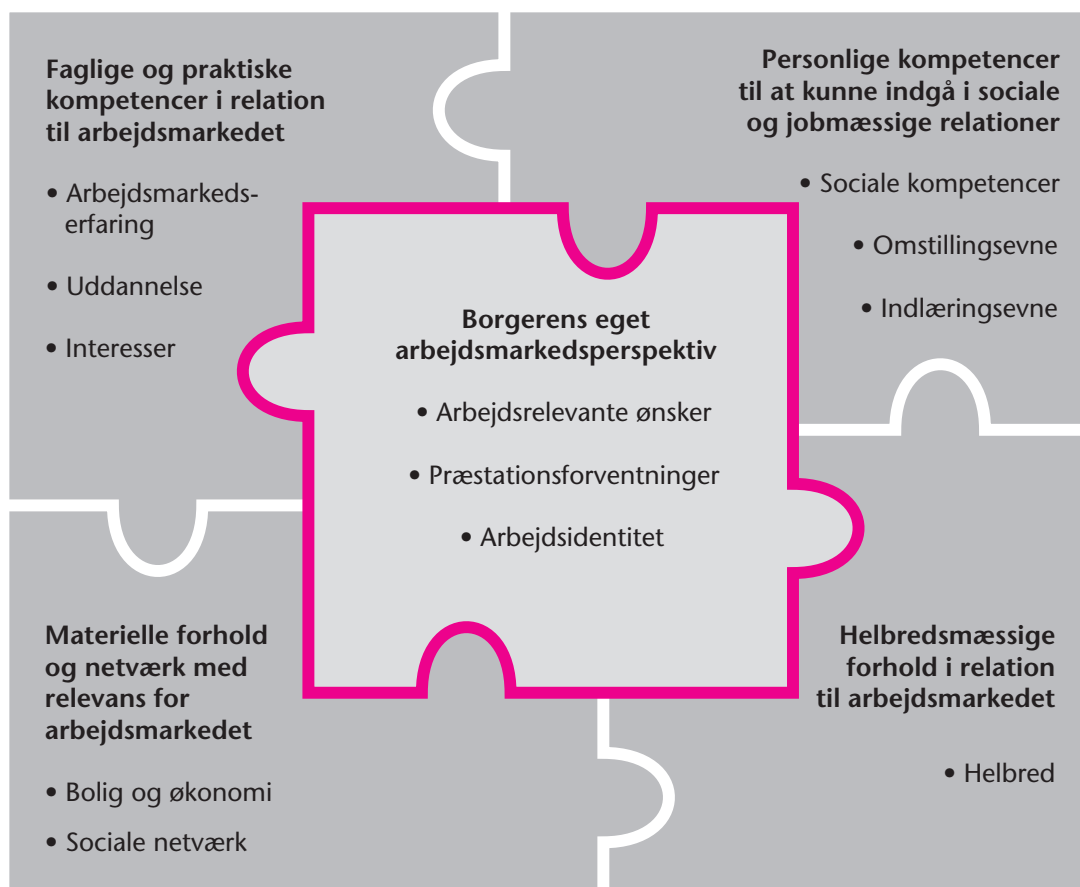 Faglige og praktiske
kompetencer i relation
til arbejdsmarkedet
• Arbejdsmarkeds-
erfaring
• Uddannelse
• Interesser
Personlige kompetencer
til at kunne indgå i sociale
og jobmæssige relationer
• Sociale kompetencer
• Omstillingsevne
• Indlæringsevne
Borgerens eget
arbejdsmarkedsperspektiv
• Arbejdsrelevante ønsker
• Præstationsforventninger
• Arbejdsidentitet
Materielle forhold
og netværk med
relevans for
arbejdsmarkedet
• Bolig og økonomi
• Sociale netværk
Helbredsmæssige
forhold i relation
til arbejdsmarkedet
• Helbred